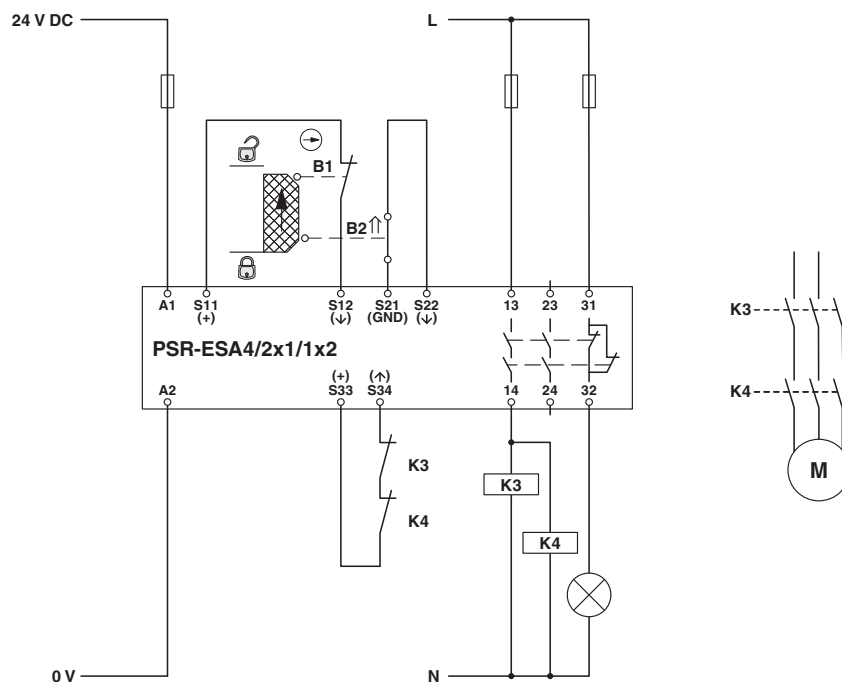 24 V DC L
B1
B2
A1 S11 S12 S21 S22 13 23 31
(+) (↓) (GND) (↓)
K3
PSR-ESA4/2x1/1x2
(+) (↑)
A2 S33 S34 14 24 32
K4
K3 K3 M
K4 K4
0 V N